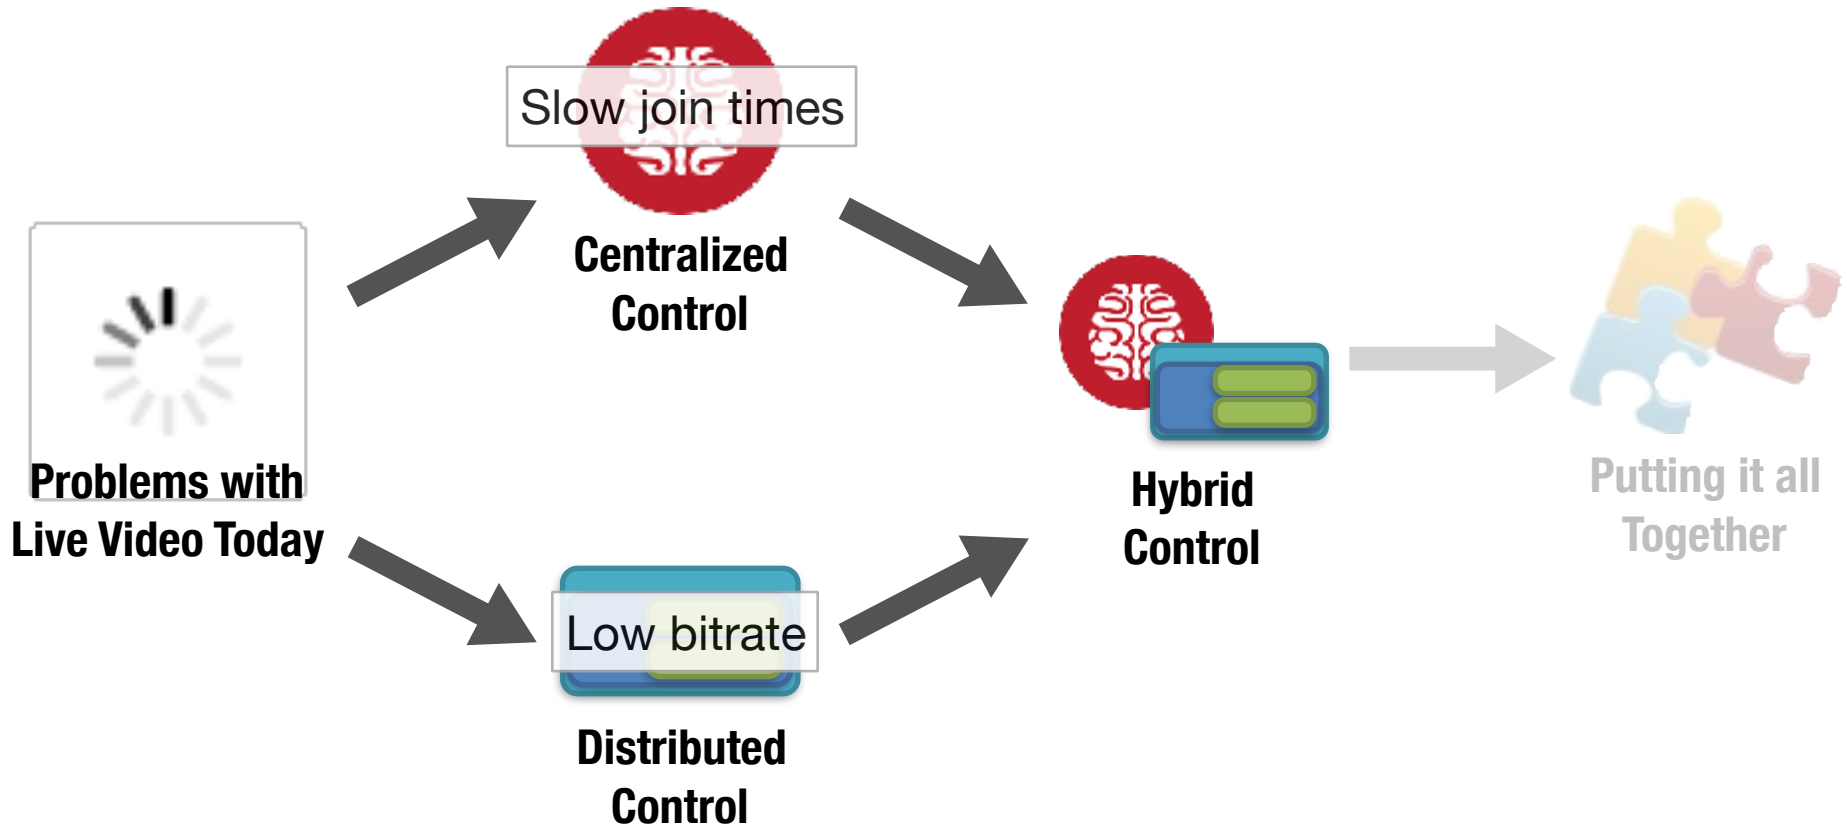 Slow join times
Centralized
Control
Problems with
Live Video Today
Low bitrate
Distributed
Control
Hybrid
Control
Putting it all
Together